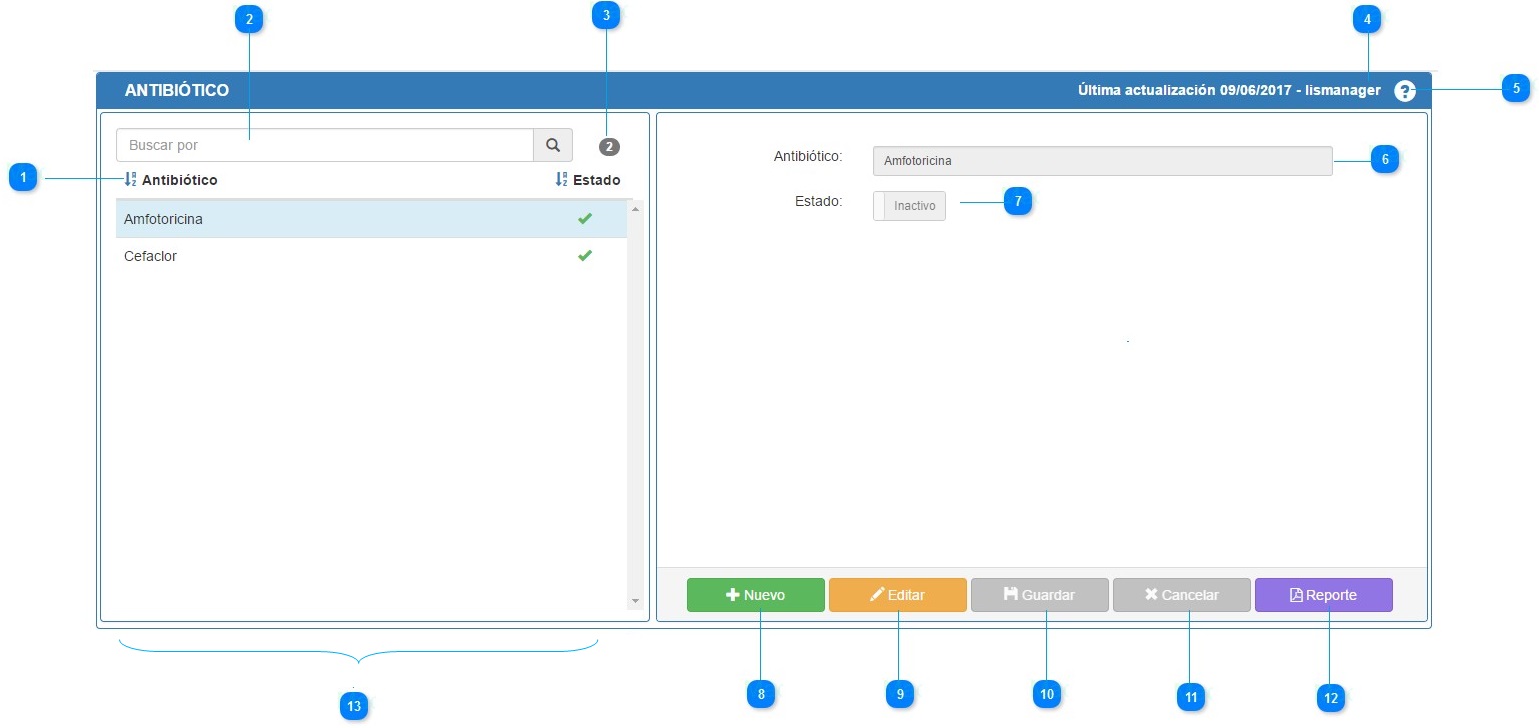 2
3
4
ANTIBIÓTICO
Última actualización 09/06/2017 - lismanager
?
5
Buscar por
2
1
Antibiótico
Estado
Amfotoricina
Cefaclor
Antibiótico:
Amfotoricina
6
Estado:
Inactivo
7
Nuevo
Editar
Guardar
Cancelar
Reporte
8
9
10
11
12
13